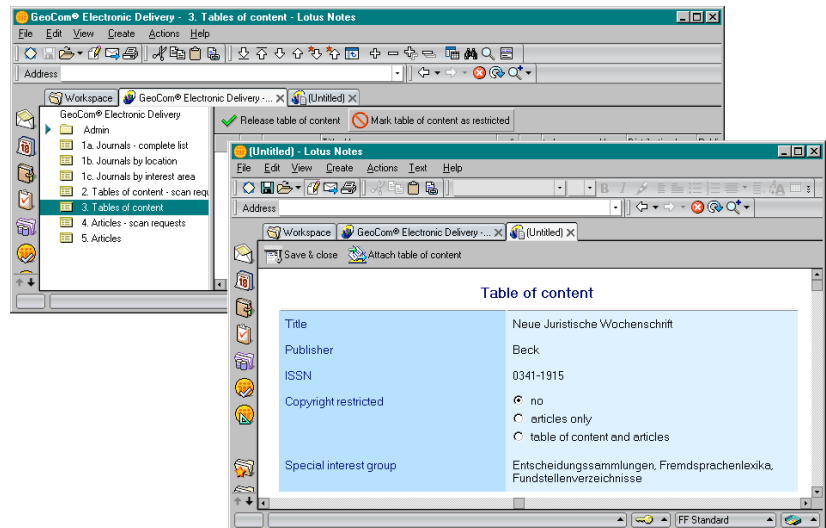 GeoCom® Electronic Delivery - 3. Tables of content - Lotus Notes
File Edit View Create Actions Help
Address
Workspace GeoCom® Electronic Delivery -... (Untitled)
GeoCom® Electronic Delivery
Admin
1a. Journals - complete list
1b. Journals by location
1c. Journals by interest area
2. Tables of content - scan requ
3. Tables of content
4. Articles - scan requests
5. Articles
Release table of content Mark table of content as restricted
(Untitled) - Lotus Notes
File Edit View Create Actions Text Help
Address
Workspace GeoCom® Electronic Delivery -... (Untitled)
Save & close Attach table of content
Table of content
Title Neue Juristische Wochenschrift
Publisher Beck
ISSN 0341-1915
Copyright restricted no
articles only
table of content and articles
Special interest group Entscheidungssammlungen, Fremdsprachenlexika,
Fundstellenverzeichnisse
FF Standard